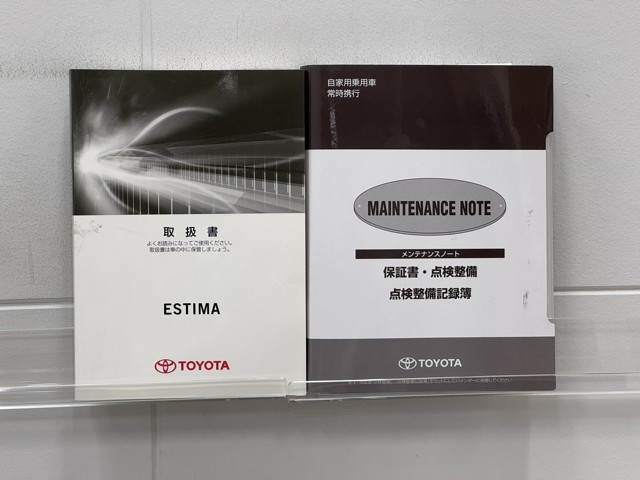 取扱書
よくお読みになってご使用ください。
取扱書は車の中に保管しましょう。
ESTIMA
TOYOTA
自家用乗用車
常時携行
MAINTENANCE NOTE
メンテナンスノート
保証書・点検整備
点検整備記録簿
TOYOTA